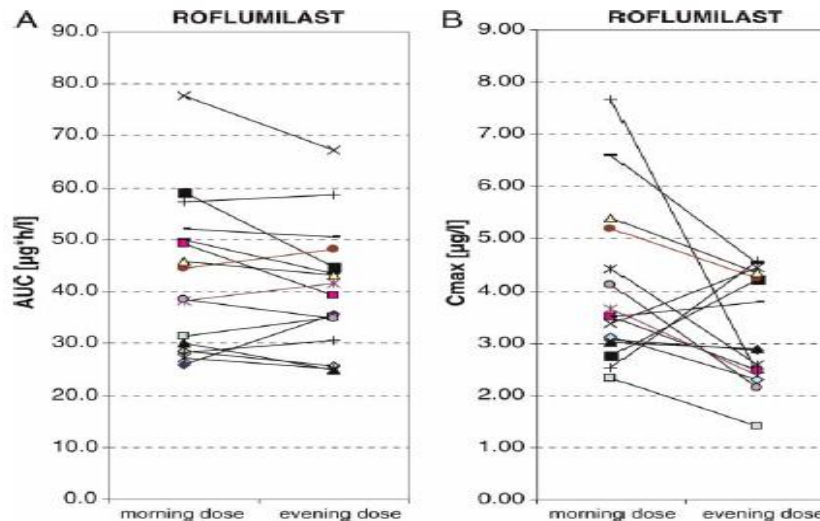 A
ROFLUMILAST
AUC [µg*h/l]
90.0
80.0
70.0
60.0
50.0
40.0
30.0
20.0
10.0
0.0
morning dose
evening dose
B
ROFLUMILAST
Cmax [µg/l]
9.00
8.00
7.00
6.00
5.00
4.00
3.00
2.00
1.00
0.00
morning dose
evening dose